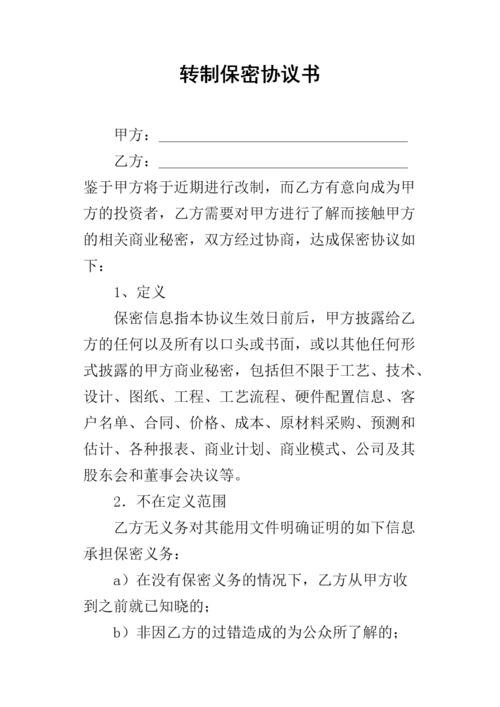 转制保密协议书
甲方：________________________________
乙方：________________________________
鉴于甲方将于近期进行改制，而乙方有意向成为甲
方的投资者，乙方需要对甲方进行了解而接触甲方
的相关商业秘密，双方经过协商，达成保密协议如
下：
1、定义
保密信息指本协议生效日前后，甲方披露给乙
方的任何以及所有以口头或书面，或以其他任何形
式披露的甲方商业秘密，包括但不限于工艺、技术、
设计、图纸、工程、工艺流程、硬件配置信息、客
户名单、合同、价格、成本、原材料采购、预测和
估计、各种报表、商业计划、商业模式、公司及其
股东会和董事会决议等。
2．不在定义范围
乙方无义务对其能用文件明确证明的如下信息
承担保密义务：
a）在没有保密义务的情况下，乙方从甲方收
到之前就已知晓的；
b）非因乙方的过错造成的为公众所了解的；